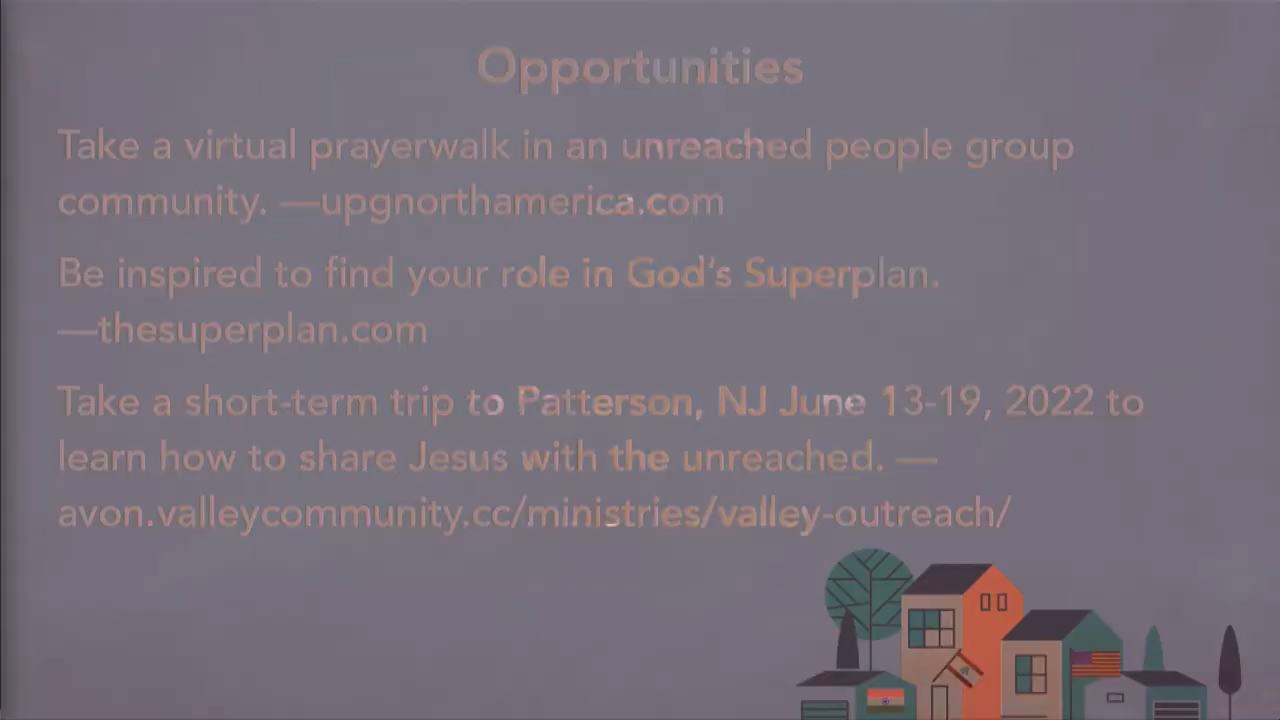 Opportunities
Take a virtual prayerwalk in an unreached people group
community. —upgnorthamerica.com
Be inspired to find your role in God's Superplan.
—thesuperplan.com
Take a short-term trip to Patterson, NJ June 13-19, 2022 to
learn how to share Jesus with the unreached. —
avon.valleycommunity.cc/ministries/valley-outreach/